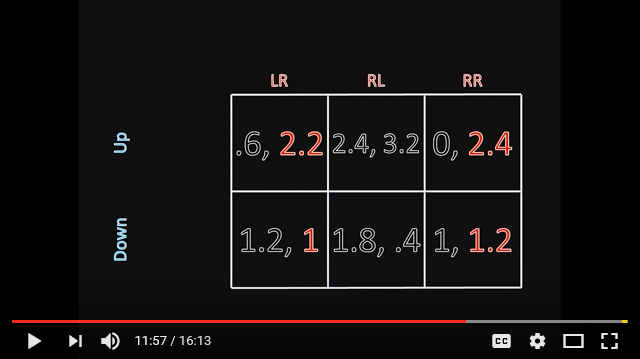 LR RL RR
Up .6, 2.2 2.4, 3.2 0, 2.4
Down 1.2, 1 1.8, .4 1, 1.2
11:57 / 16:13 CC